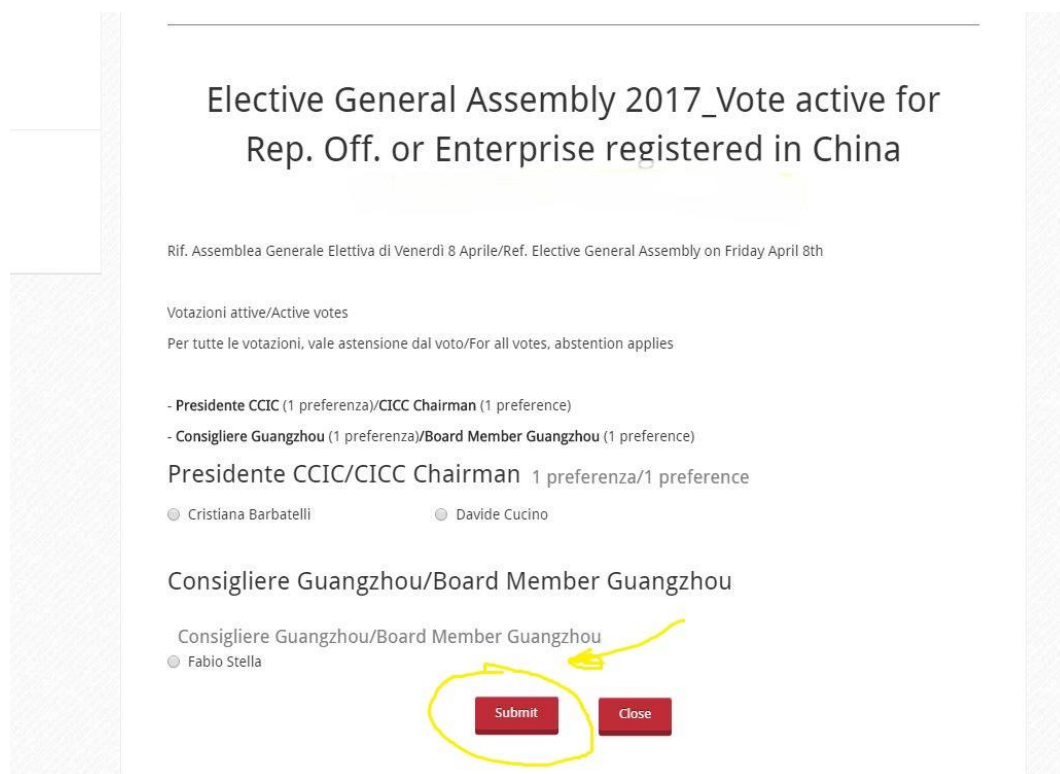 Elective General Assembly 2017_Vote active for
Rep. Off. or Enterprise registered in China
Rif. Assemblea Generale Elettiva di Venerdì 8 Aprile/Ref. Elective General Assembly on Friday April 8th
Votazioni attive/Active votes
Per tutte le votazioni, vale astensione dal voto/For all votes, abstention applies
- Presidente CCIC (1 preferenza)/CICC Chairman (1 preference)
- Consigliere Guangzhou (1 preferenza)/Board Member Guangzhou (1 preference)
Presidente CCIC/CICC Chairman 1 preferenza/1 preference
Cristiana Barbatelli Davide Cucino
Consigliere Guangzhou/Board Member Guangzhou
Consigliere Guangzhou/Board Member Guangzhou
Fabio Stella
Submit Close